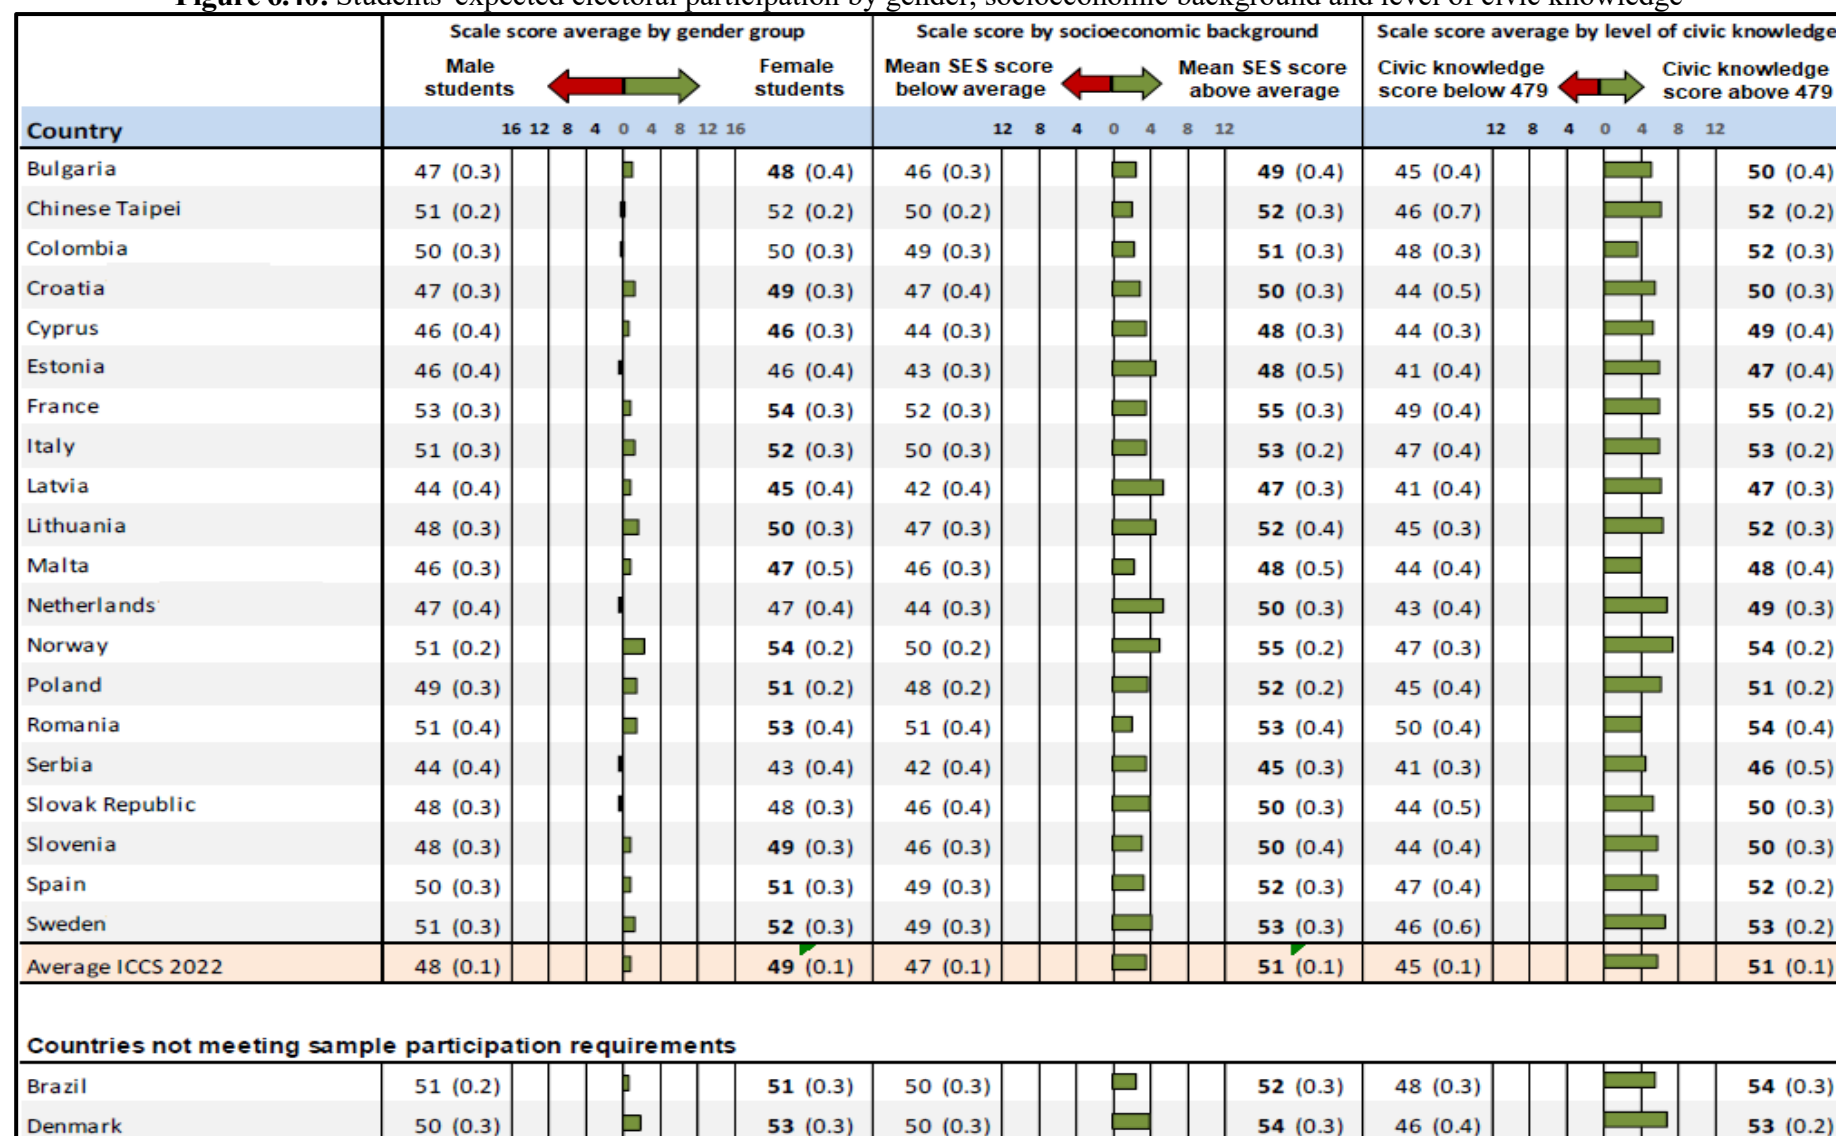 Figure 6.40: Students' expected electoral participation by gender, socioeconomic background and level of civic knowledge
Scale score average by gender group Scale score by socioeconomic background Scale score average by level of civic knowledge
Male students Female students Mean SES score below average Mean SES score above average Civic knowledge score below 479 Civic knowledge score above 479
Country 16 12 8 4 0 4 8 12 16 12 8 4 0 4 8 12 12 8 4 0 4 8 12
Bulgaria 47 (0.3) 48 (0.4) 46 (0.3) 49 (0.4) 45 (0.4) 50 (0.4)
Chinese Taipei 51 (0.2) 52 (0.2) 50 (0.2) 52 (0.3) 46 (0.7) 52 (0.2)
Colombia 50 (0.3) 50 (0.3) 49 (0.3) 51 (0.3) 48 (0.3) 52 (0.3)
Croatia 47 (0.3) 49 (0.3) 47 (0.4) 50 (0.3) 44 (0.5) 50 (0.3)
Cyprus 46 (0.4) 46 (0.3) 44 (0.3) 48 (0.3) 44 (0.3) 49 (0.4)
Estonia 46 (0.4) 46 (0.4) 43 (0.3) 48 (0.5) 41 (0.4) 47 (0.4)
France 53 (0.3) 54 (0.3) 52 (0.3) 55 (0.3) 49 (0.4) 55 (0.2)
Italy 51 (0.3) 52 (0.3) 50 (0.3) 53 (0.2) 47 (0.4) 53 (0.2)
Latvia 44 (0.4) 45 (0.4) 42 (0.4) 47 (0.3) 41 (0.4) 47 (0.3)
Lithuania 48 (0.3) 50 (0.3) 47 (0.3) 52 (0.4) 45 (0.3) 52 (0.3)
Malta 46 (0.3) 47 (0.5) 46 (0.3) 48 (0.5) 44 (0.4) 48 (0.4)
Netherlands 47 (0.4) 47 (0.4) 44 (0.3) 50 (0.3) 43 (0.4) 49 (0.3)
Norway 51 (0.2) 54 (0.2) 50 (0.2) 55 (0.2) 47 (0.3) 54 (0.2)
Poland 49 (0.3) 51 (0.2) 48 (0.2) 52 (0.2) 45 (0.4) 51 (0.2)
Romania 51 (0.4) 53 (0.4) 51 (0.4) 53 (0.4) 50 (0.4) 54 (0.4)
Serbia 44 (0.4) 43 (0.4) 42 (0.4) 45 (0.3) 41 (0.3) 46 (0.5)
Slovak Republic 48 (0.3) 48 (0.3) 46 (0.4) 50 (0.3) 44 (0.5) 50 (0.3)
Slovenia 48 (0.3) 49 (0.3) 46 (0.3) 50 (0.4) 44 (0.4) 50 (0.3)
Spain 50 (0.3) 51 (0.3) 49 (0.3) 52 (0.3) 47 (0.4) 52 (0.2)
Sweden 51 (0.3) 52 (0.3) 49 (0.3) 53 (0.3) 46 (0.6) 53 (0.2)
Average ICCS 2022 48 (0.1) 49 (0.1) 47 (0.1) 51 (0.1) 45 (0.1) 51 (0.1)
Countries not meeting sample participation requirements
Brazil 51 (0.2) 51 (0.3) 50 (0.3) 52 (0.3) 48 (0.3) 54 (0.3)
Denmark 50 (0.3) 53 (0.3) 50 (0.3) 54 (0.3) 46 (0.4) 53 (0.2)